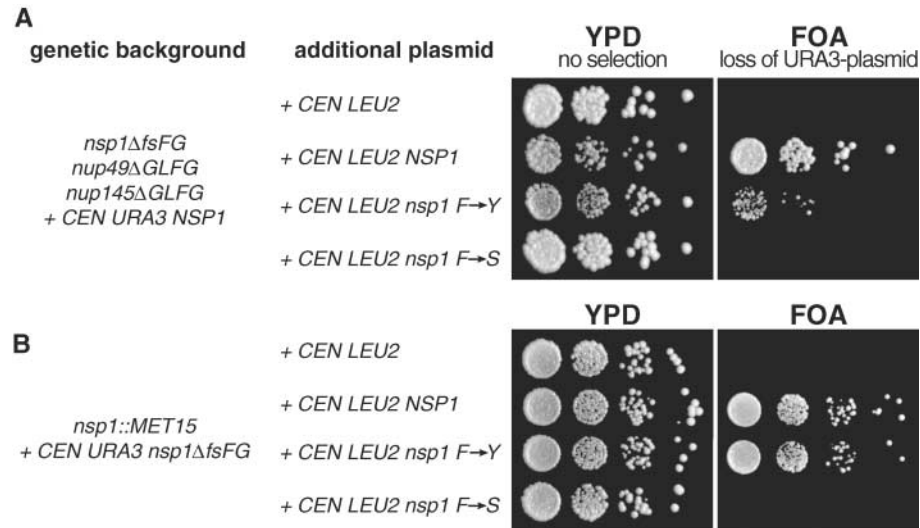 A
genetic background
additional plasmid
YPD
no selection
FOA
loss of URA3-plasmid
nsp1ΔfsFG
nup49ΔGLFG
nup145ΔGLFG
+ CEN URA3 NSP1
+ CEN LEU2
+ CEN LEU2 NSP1
+ CEN LEU2 nsp1 F→Y
+ CEN LEU2 nsp1 F→S
B
YPD
FOA
nsp1::MET15
+ CEN URA3 nsp1ΔfsFG
+ CEN LEU2
+ CEN LEU2 NSP1
+ CEN LEU2 nsp1 F→Y
+ CEN LEU2 nsp1 F→S